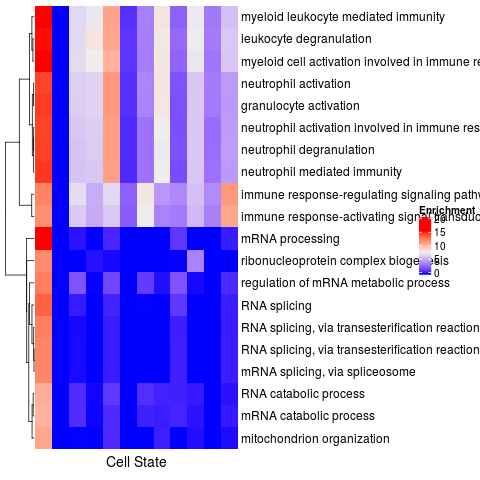 myeloid leukocyte mediated immunity
leukocyte degranulation
myeloid cell activation involved in immune re
neutrophil activation
granulocyte activation
neutrophil activation involved in immune res
neutrophil degranulation
neutrophil mediated immunity
immune response-regulating signaling path
immune response-activating signal transduc
mRNA processing
ribonucleoprotein complex biogenesis
regulation of mRNA metabolic process
RNA splicing
RNA splicing, via transesterification reaction
RNA splicing, via transesterification reaction
mRNA splicing, via spliceosome
RNA catabolic process
mRNA catabolic process
mitochondrion organization
Enrichment
20
15
10
5
0
Cell State